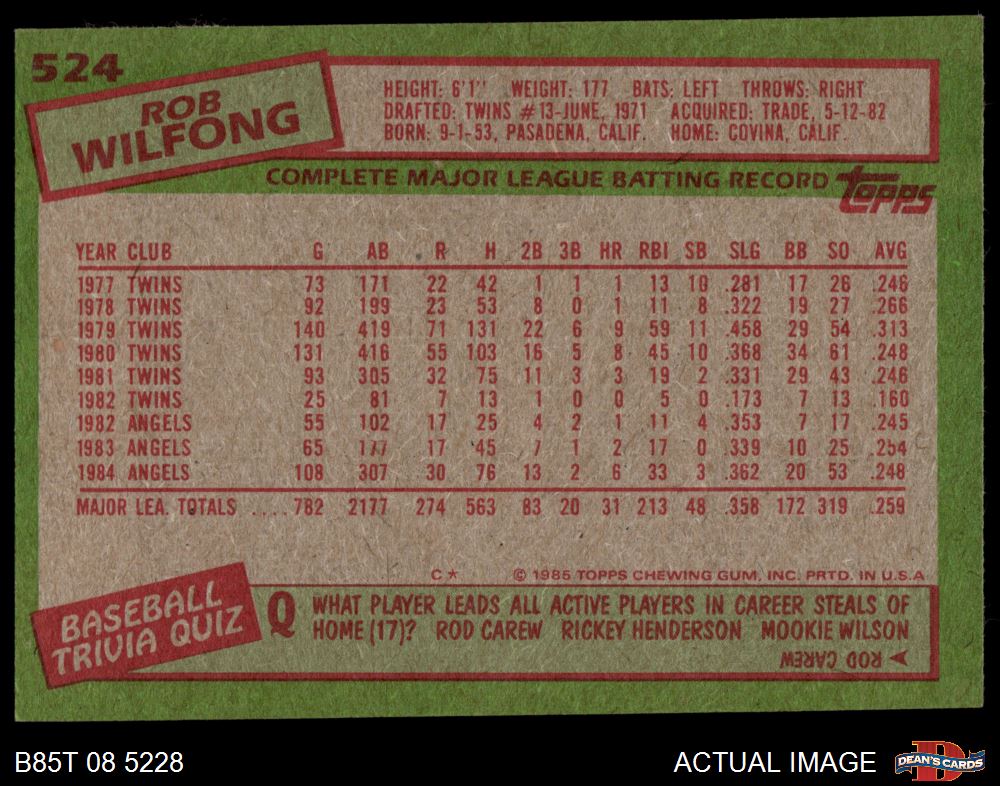 524
ROB
WILFONG
HEIGHT: 6'1" WEIGHT: 177 BATS: LEFT THROWS: RIGHT
DRAFTED: TWINS #13-JUNE, 1971 ACQUIRED: TRADE, 5-12-82
BORN: 9-1-53, PASADENA, CALIF. HOME: COVINA, CALIF.
COMPLETE MAJOR LEAGUE BATTING RECORD topps
YEAR CLUB G AB R H 2B 3B HR RBI SB SLG BB SO AVG
1977 TWINS 73 171 22 42 1 1 1 13 10 .281 17 26 .246
1978 TWINS 92 199 23 53 8 0 1 11 8 .322 19 27 .266
1979 TWINS 140 419 71 131 22 6 9 59 11 .458 29 54 .313
1980 TWINS 131 416 55 103 16 5 8 45 10 .368 34 61 .248
1981 TWINS 93 305 32 75 11 3 3 19 2 .331 29 43 .246
1982 TWINS 25 81 7 13 1 0 0 5 0 .173 7 13 .160
1982 ANGELS 55 102 17 25 4 2 1 11 4 .353 7 17 .245
1983 ANGELS 65 177 17 45 7 1 2 17 0 .339 10 25 .254
1984 ANGELS 108 307 30 76 13 2 6 33 3 .362 20 53 .248
MAJOR LEA. TOTALS ....782 2177 274 563 83 20 31 213 48 .358 172 319 .259
C* © 1985 TOPPS CHEWING GUM, INC. PRTD. IN U.S.A
BASEBALL
TRIVIA QUIZ
Q WHAT PLAYER LEADS ALL ACTIVE PLAYERS IN CAREER STEALS OF
HOME (17)? ROD CAREW RICKEY HENDERSON MOOKIE WILSON
ROD CAREW
B85T 08 5228
ACTUAL IMAGE
D
DEAN'S CARDS